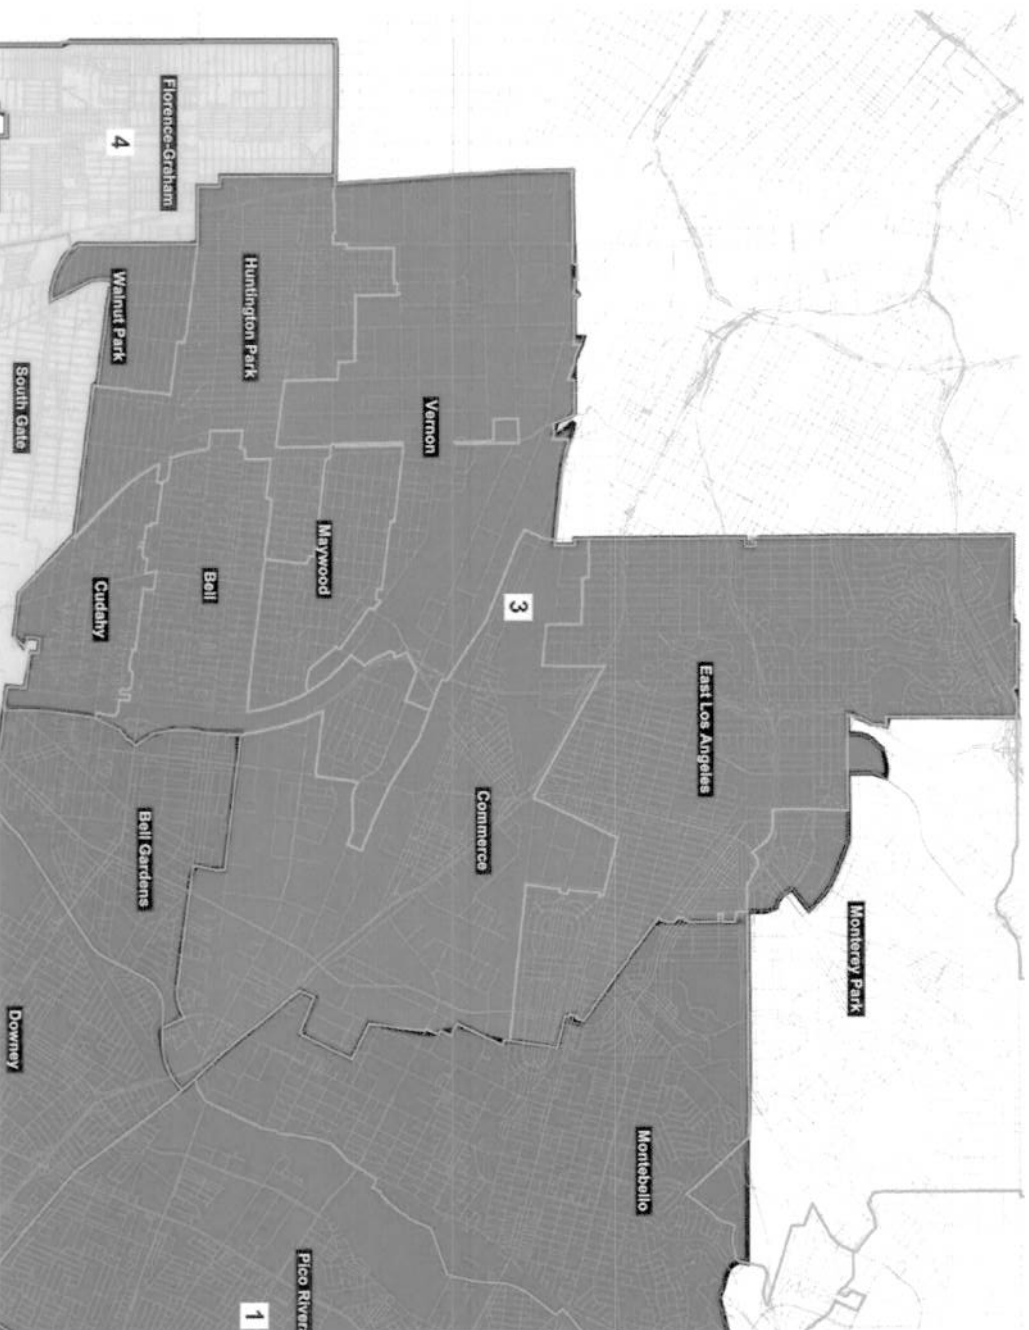 Monterey Park
East Los Angeles
Montebello
3
Commerce
Vernon
Maywood
Pico River
Huntington Park
1
Bell
Florence-Graham
Bell Gardens
4
Walnut Park
Cudahy
South Gate
Downey